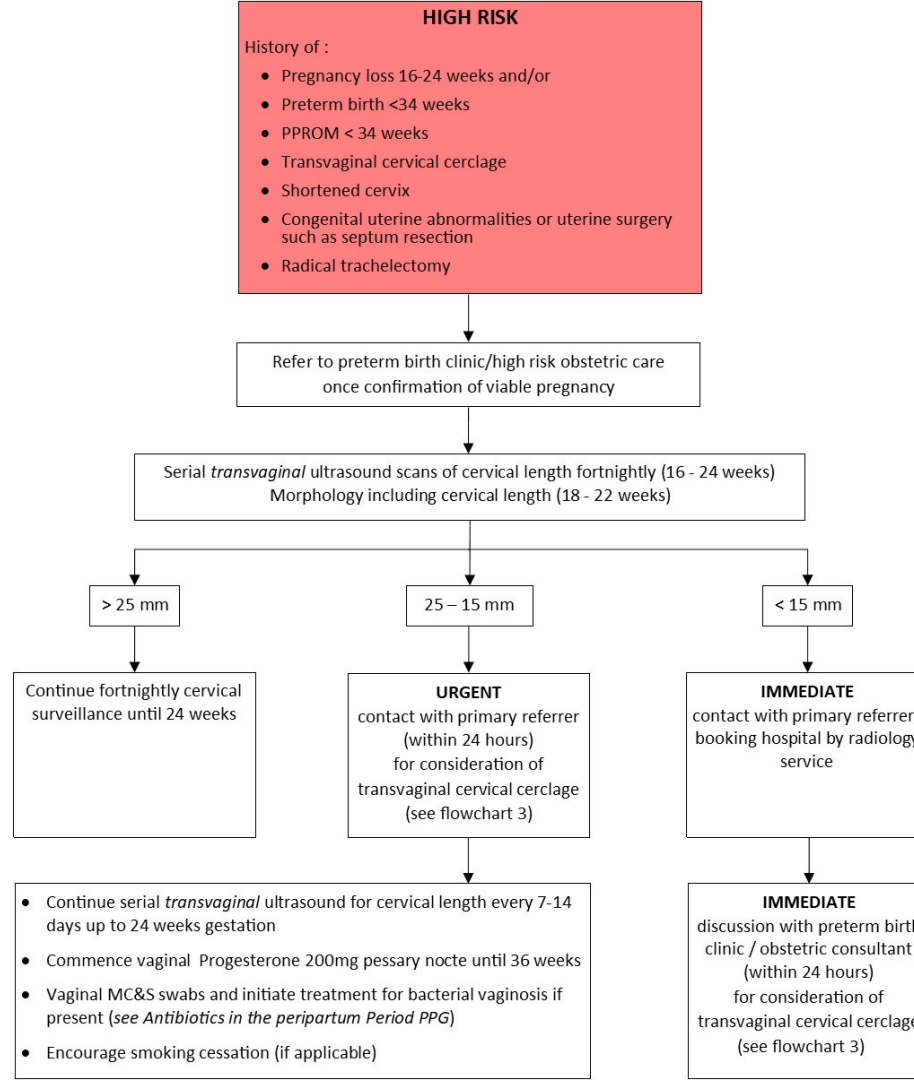 HIGH RISK
History of :
• Pregnancy loss 16-24 weeks and/or
• Preterm birth <34 weeks
• PPROM < 34 weeks
• Transvaginal cervical cerclage
• Shortened cervix
• Congenital uterine abnormalities or uterine surgery
such as septum resection
• Radical trachelectomy
Refer to preterm birth clinic/high risk obstetric care
once confirmation of viable pregnancy
Serial transvaginal ultrasound scans of cervical length fortnightly (16 - 24 weeks)
Morphology including cervical length (18 - 22 weeks)
> 25 mm
25 – 15 mm
< 15 mm
Continue fortnightly cervical
surveillance until 24 weeks
URGENT
contact with primary referrer
(within 24 hours)
for consideration of
transvaginal cervical cerclage
(see flowchart 3)
IMMEDIATE
contact with primary referrer
booking hospital by radiology
service
• Continue serial transvaginal ultrasound for cervical length every 7-14
days up to 24 weeks gestation
• Commence vaginal Progesterone 200mg pessary nocte until 36 weeks
• Vaginal MC&S swabs and initiate treatment for bacterial vaginosis if
present (see Antibiotics in the peripartum Period PPG)
• Encourage smoking cessation (if applicable)
IMMEDIATE
discussion with preterm birth
clinic / obstetric consultant
(within 24 hours)
for consideration of
transvaginal cervical cerclage
(see flowchart 3)